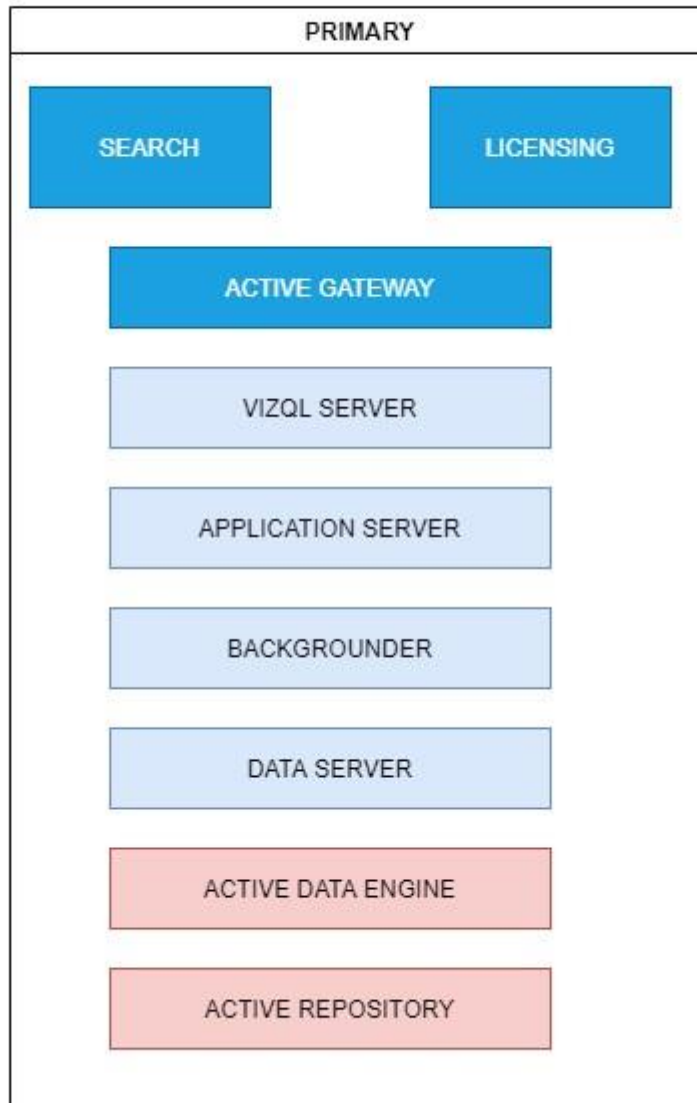 PRIMARY
SEARCH
LICENSING
ACTIVE GATEWAY
VIZQL SERVER
APPLICATION SERVER
BACKGROUNDER
DATA SERVER
ACTIVE DATA ENGINE
ACTIVE REPOSITORY